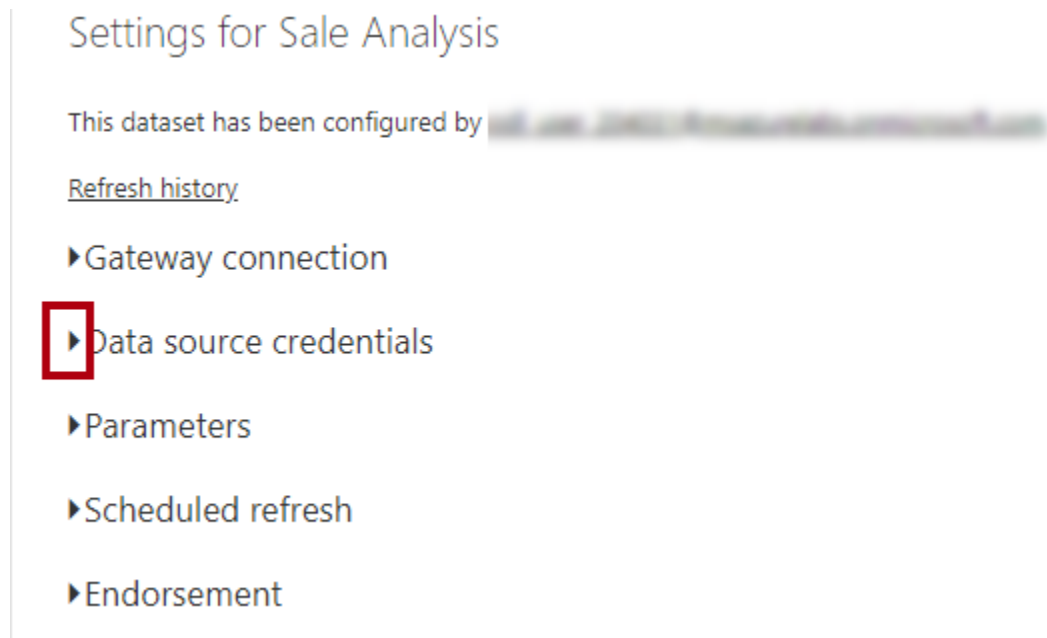 Settings for Sale Analysis
This dataset has been configured by
Refresh history
Gateway connection
Data source credentials
Parameters
Scheduled refresh
Endorsement